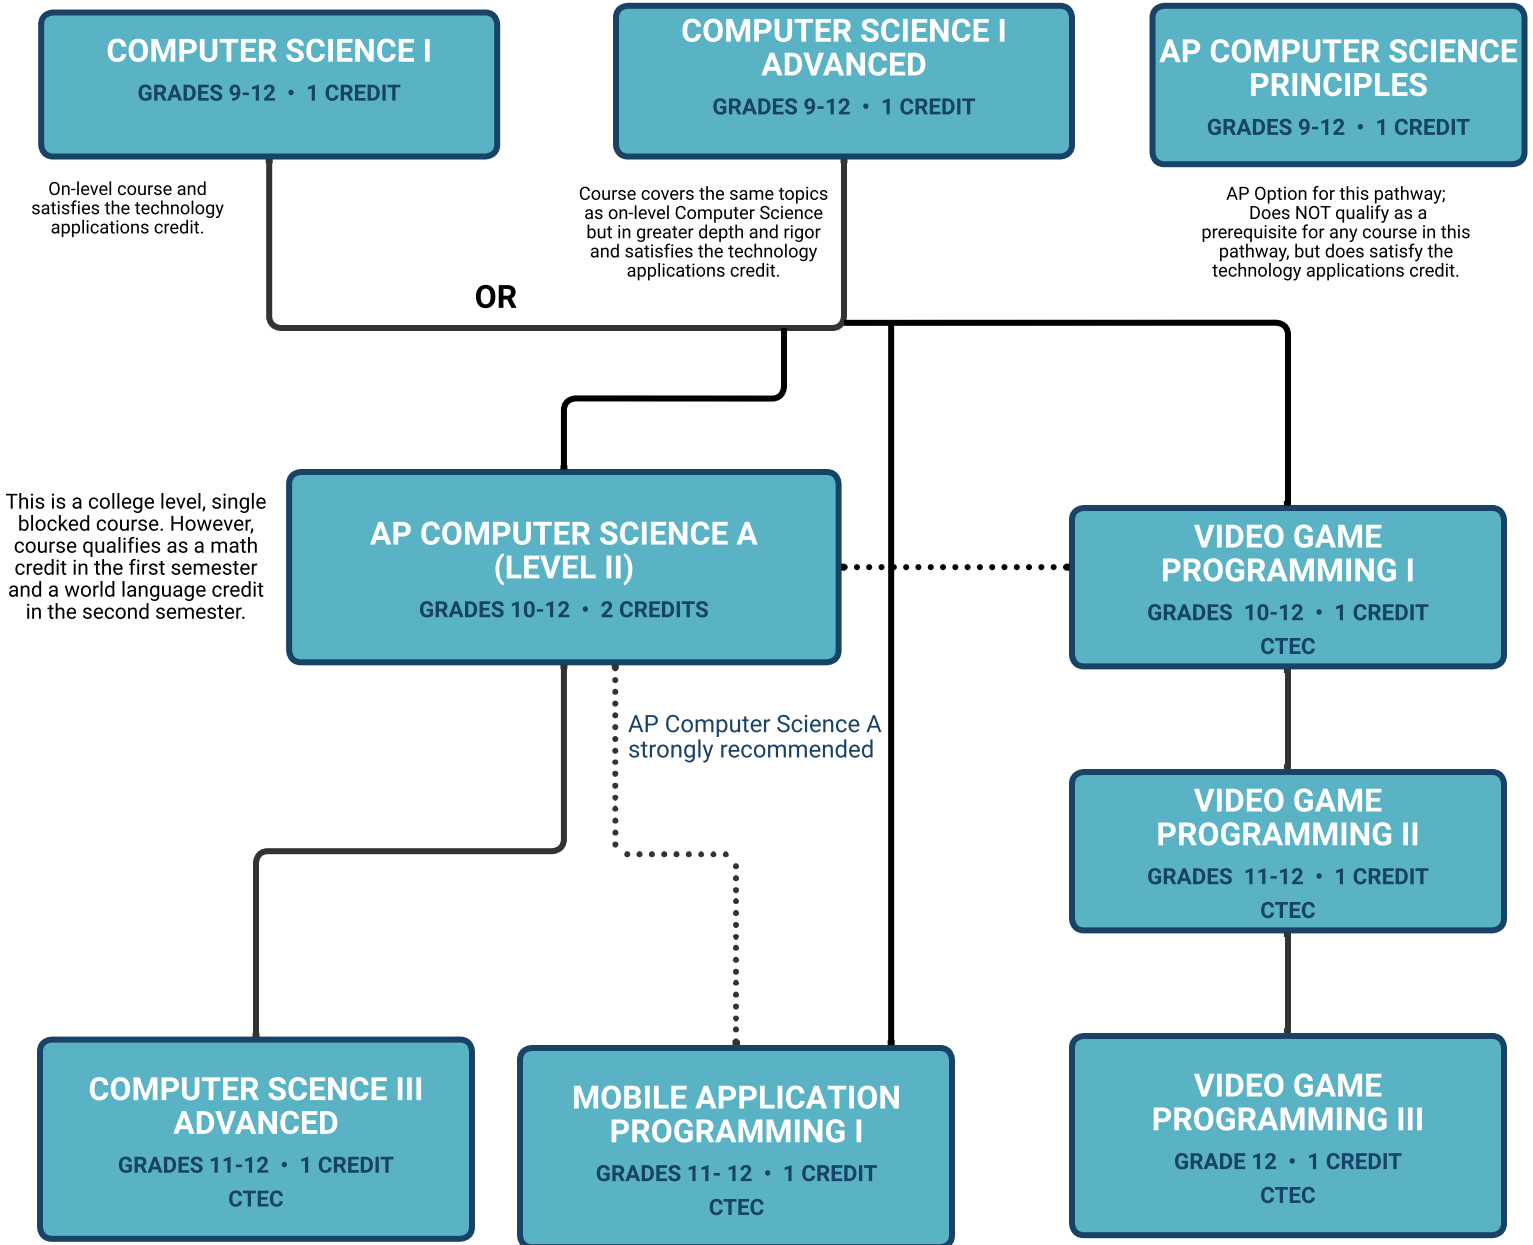 COMPUTER SCIENCE I
GRADES 9-12 • 1 CREDIT
COMPUTER SCIENCE I
ADVANCED
GRADES 9-12 • 1 CREDIT
AP COMPUTER SCIENCE
PRINCIPLES
GRADES 9-12 • 1 CREDIT
On-level course and
satisfies the technology
applications credit.
Course covers the same topics
as on-level Computer Science
but in greater depth and rigor
and satisfies the technology
applications credit.
AP Option for this pathway;
Does NOT qualify as a
prerequisite for any course in this
pathway, but does satisfy the
technology applications credit.
OR
This is a college level, single
blocked course. However,
course qualifies as a math
credit in the first semester
and a world language credit
in the second semester.
AP COMPUTER SCIENCE A
(LEVEL II)
GRADES 10-12 • 2 CREDITS
VIDEO GAME
PROGRAMMING I
GRADES 10-12 • 1 CREDIT
CTEC
AP Computer Science A
strongly recommended
VIDEO GAME
PROGRAMMING II
GRADES 11-12 • 1 CREDIT
CTEC
COMPUTER SCENCE III
ADVANCED
GRADES 11-12 • 1 CREDIT
CTEC
MOBILE APPLICATION
PROGRAMMING I
GRADES 11- 12 • 1 CREDIT
CTEC
VIDEO GAME
PROGRAMMING III
GRADE 12 • 1 CREDIT
CTEC